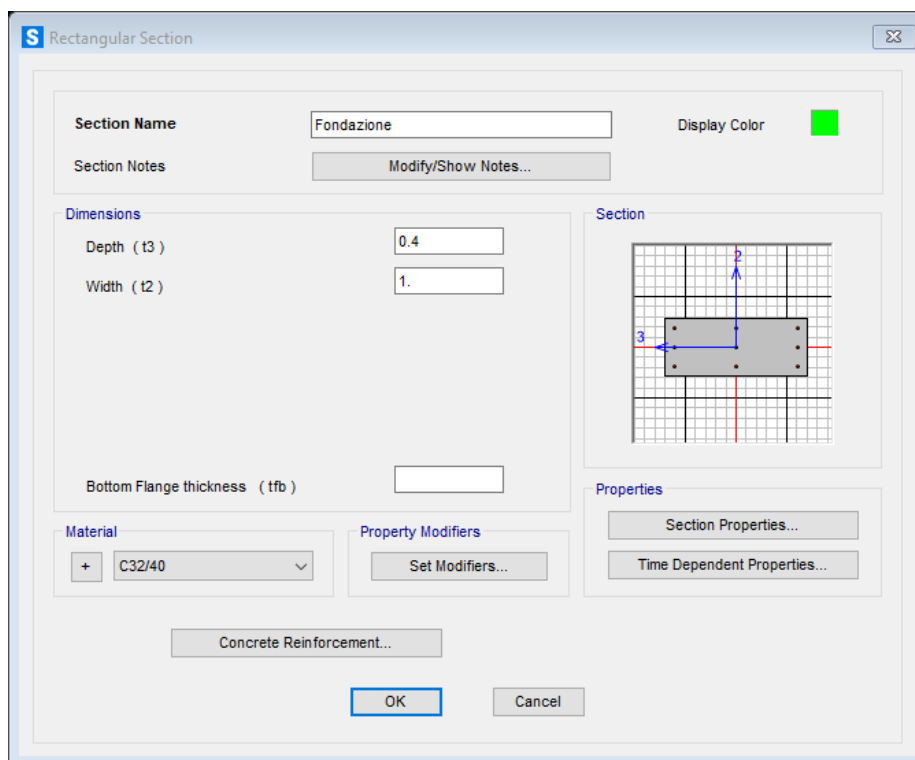 S Rectangular Section
Section Name Fondazione Display Color
Section Notes Modify/Show Notes...
Dimensions
Depth ( t3 ) 0.4
Width ( t2 ) 1.
Bottom Flange thickness ( tfb )
Section
2
3
Properties
Section Properties...
Time Dependent Properties...
Material
+ C32/40
Property Modifiers
Set Modifiers...
Concrete Reinforcement...
OK Cancel